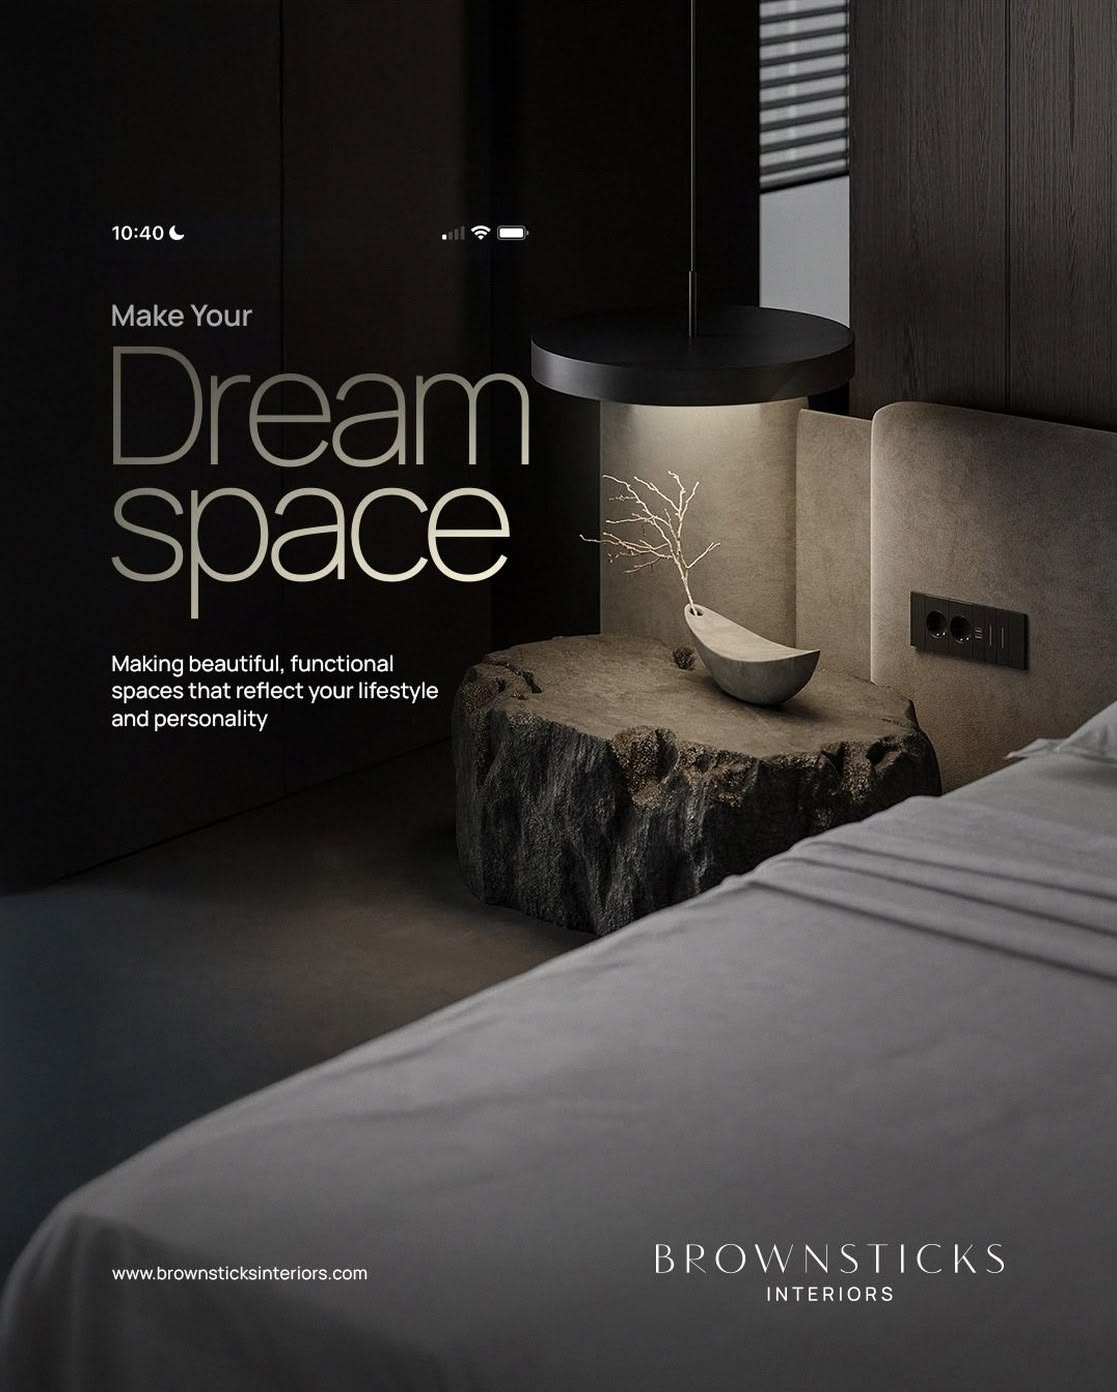 10:40
Make Your
Dream
space
Making beautiful, functional
spaces that reflect your lifestyle
and personality
www.brownsticksinteriors.com
BROWNSTICKS
INTERIORS